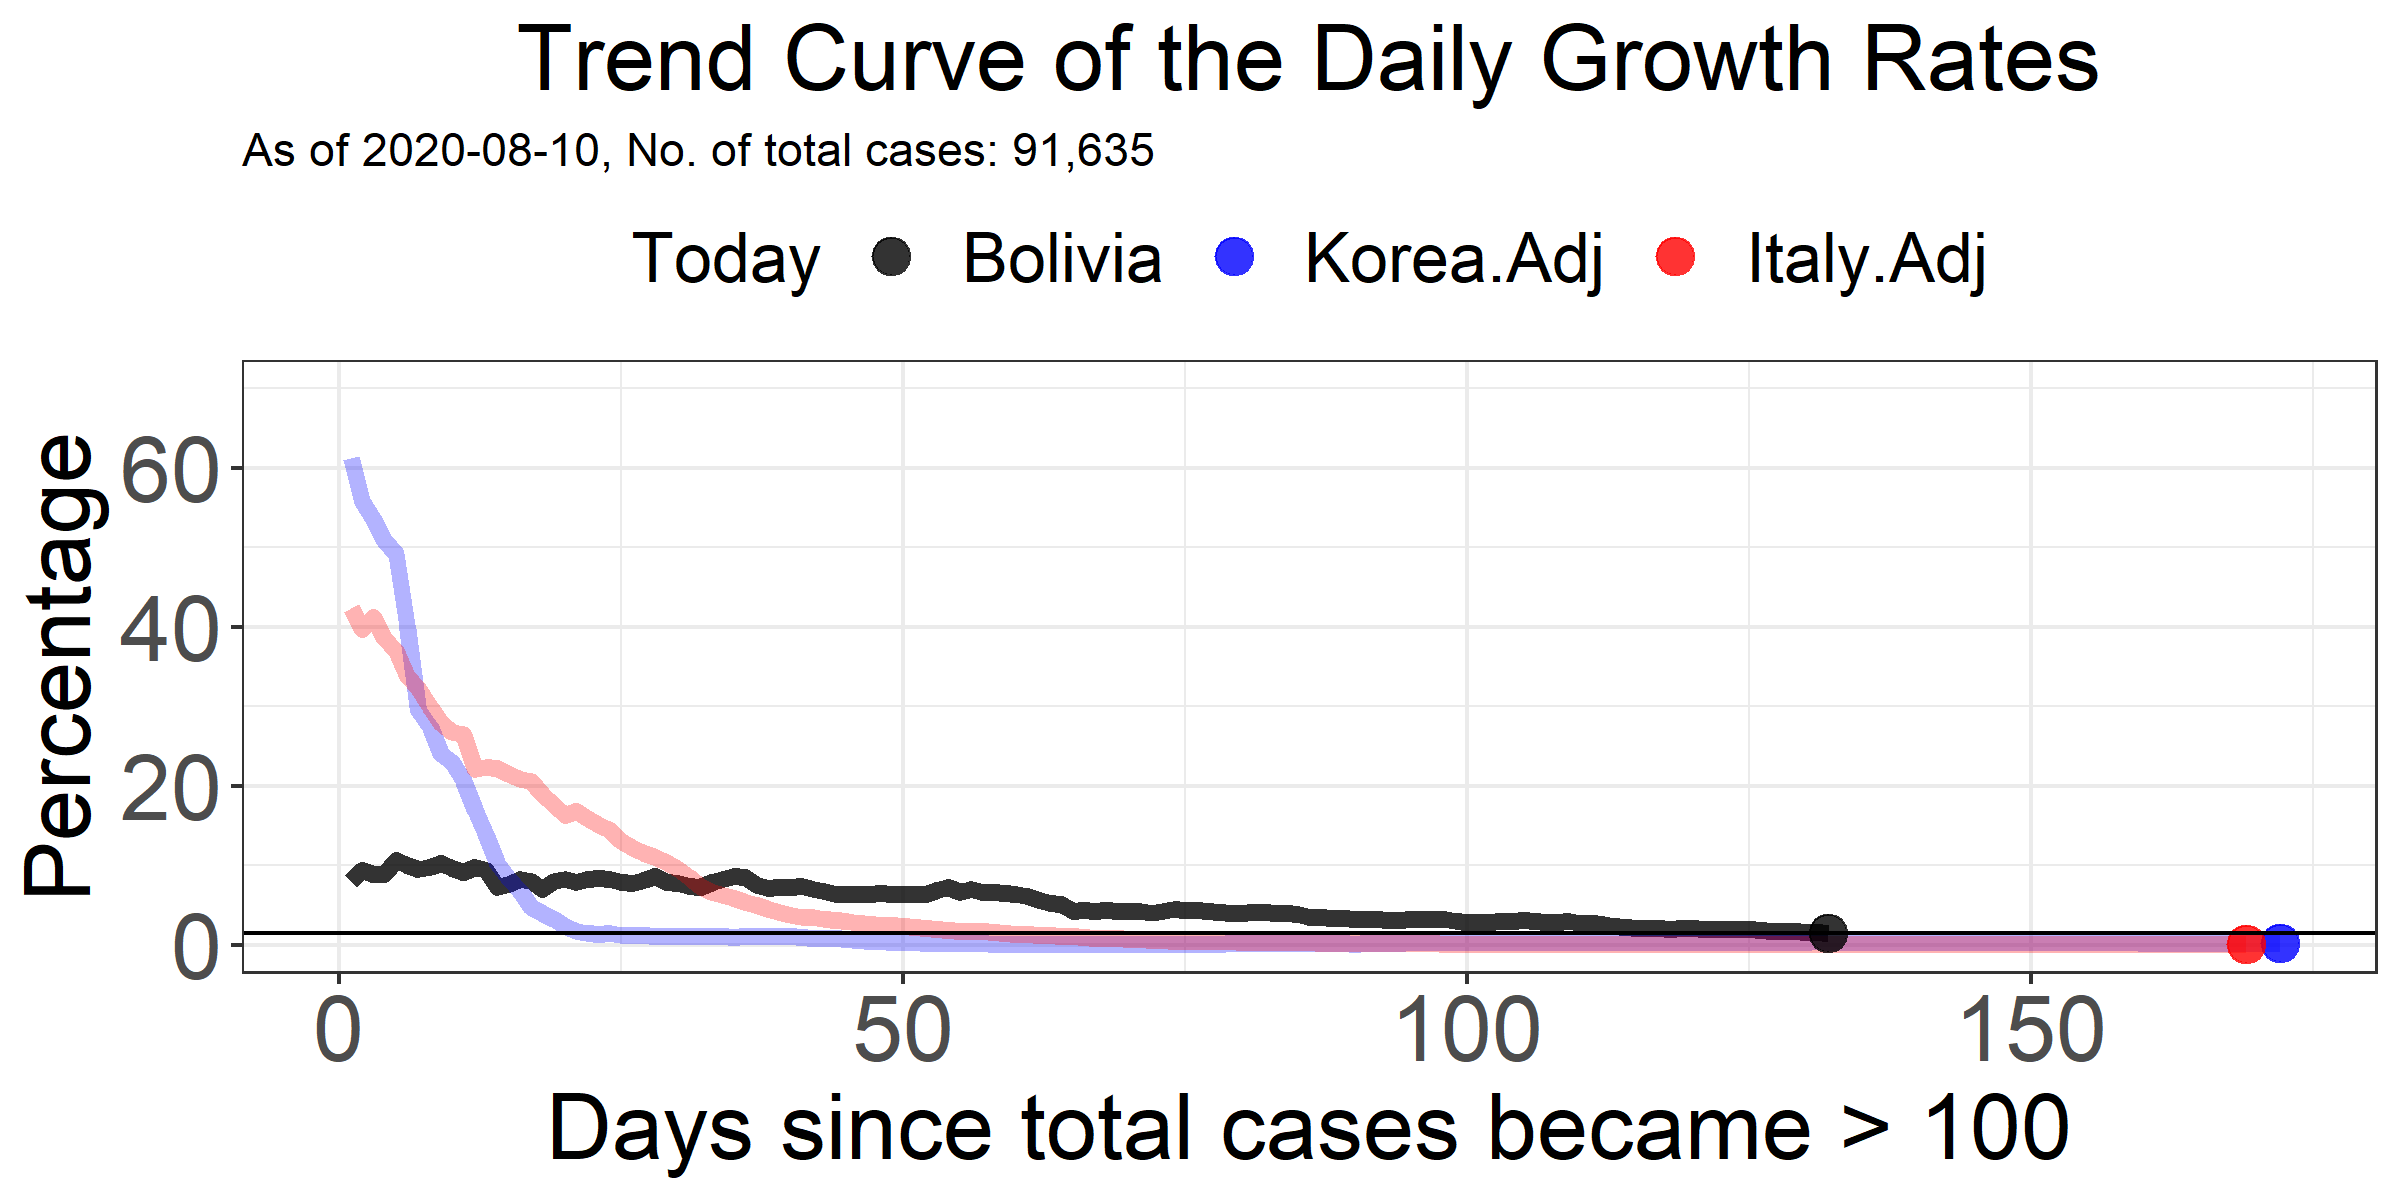 Trend Curve of the Daily Growth Rates
As of 2020-08-10, No. of total cases: 91,635
Today Bolivia Korea.Adj Italy.Adj
Percentage
60
40
20
0
0 50 100 150
Days since total cases became > 100